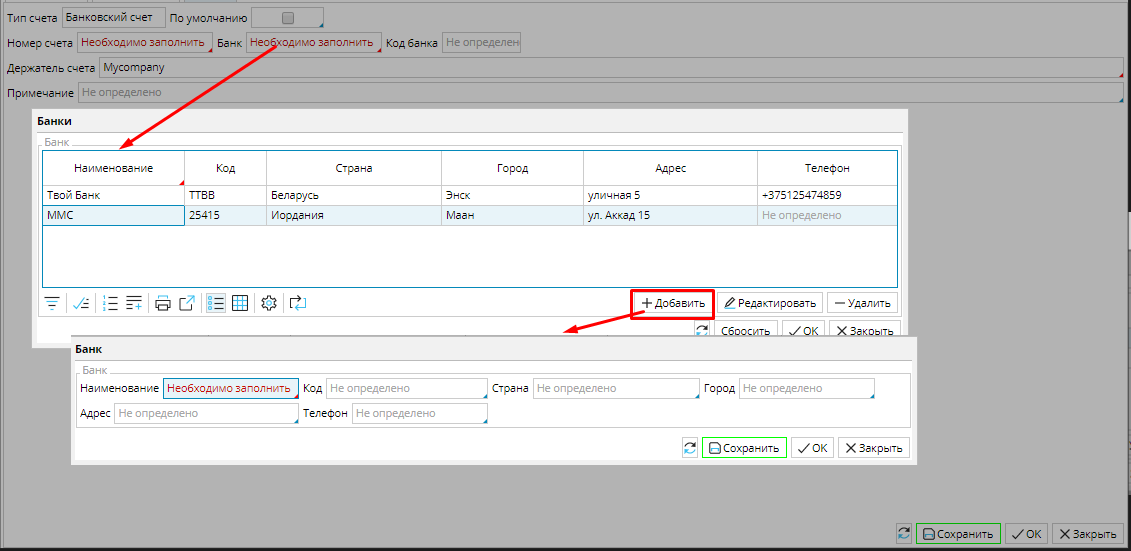 Тип счета Банковский счет По умолчанию
Номер счета Необходимо заполнить Банк Необходимо заполнить Код банка Не определен
Держатель счета Mycompany
Примечание Не определено
Банки
Банк
Наименование Код Страна Город Адрес Телефон
Твой Банк ТТВВ Беларусь Энск уличная 5 +375125474859
ММС 25415 Иордания Маан ул. Аккад 15 Не определено
Добавить Редактировать Удалить
Сбросить OK Закрыть
Банк
Банк
Наименование Необходимо заполнить Код Не определено Страна Не определено Город Не определено
Адрес Не определено Телефон Не определено
Сохранить OK Закрыть
Сохранить OK Закрыть